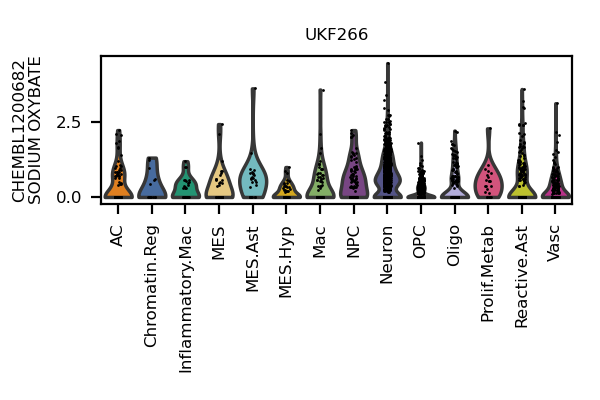 UKF266
CHEMBL1200682
SODIUM OXYBATE
2.5
0.0
AC
Chromatin.Reg
Inflammatory.Mac
MES
MES.Ast
MES.Hyp
Mac
NPC
Neuron
OPC
Oligo
Prolif.Metab
Reactive.Ast
Vasc